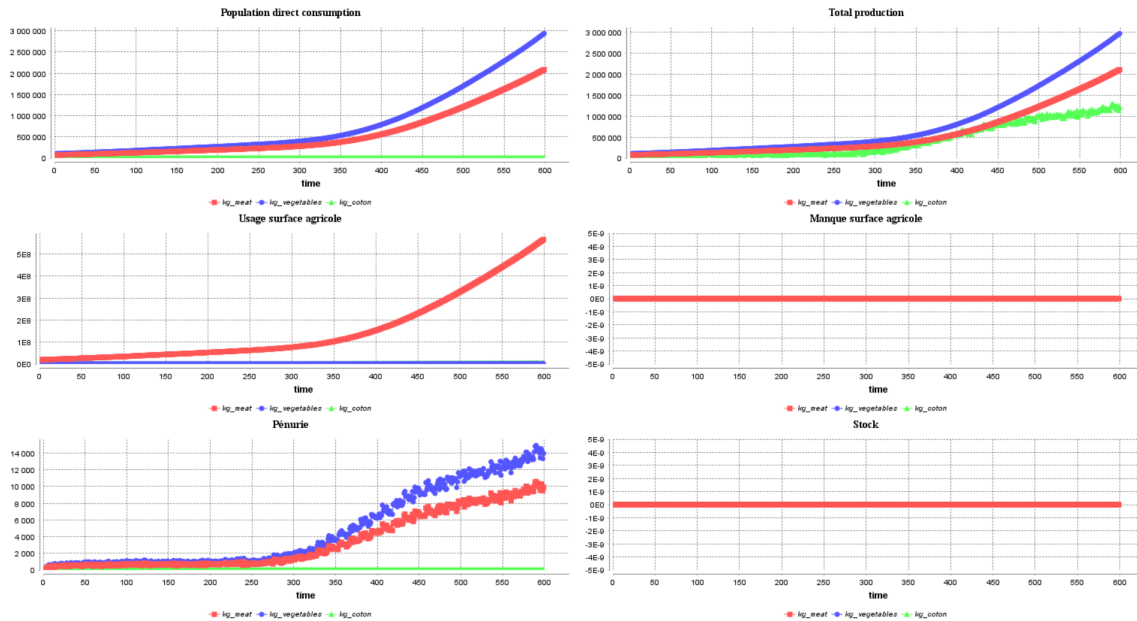 Population direct consumption
3 000 000
2 500 000
2 000 000
1 500 000
1 000 000
500 000
0
0 50 100 150 200 250 300 350 400 450 500 550 600
time
kg_meat kg_vegetables kg_coton
Total production
3 000 000
2 500 000
2 000 000
1 500 000
1 000 000
500 000
0
0 50 100 150 200 250 300 350 400 450 500 550 600
time
kg_meat kg_vegetables kg_coton
Usage surface agricole
5E8
4E8
3E8
2E8
1E8
0E0
0 50 100 150 200 250 300 350 400 450 500 550 600
time
kg_meat kg_vegetables kg_coton
Manque surface agricole
5E-9
4E-9
3E-9
2E-9
1E-9
0E0
-1E-9
-2E-9
-3E-9
-4E-9
-5E-9
0 50 100 150 200 250 300 350 400 450 500 550 600
time
kg_meat kg_vegetables kg_coton
Pénurie
14 000
12 000
10 000
8 000
6 000
4 000
2 000
0
0 50 100 150 200 250 300 350 400 450 500 550 600
time
kg_meat kg_vegetables kg_coton
Stock
5E-9
4E-9
3E-9
2E-9
1E-9
0E0
-1E-9
-2E-9
-3E-9
-4E-9
-5E-9
0 50 100 150 200 250 300 350 400 450 500 550 600
time
kg_meat kg_vegetables kg_coton